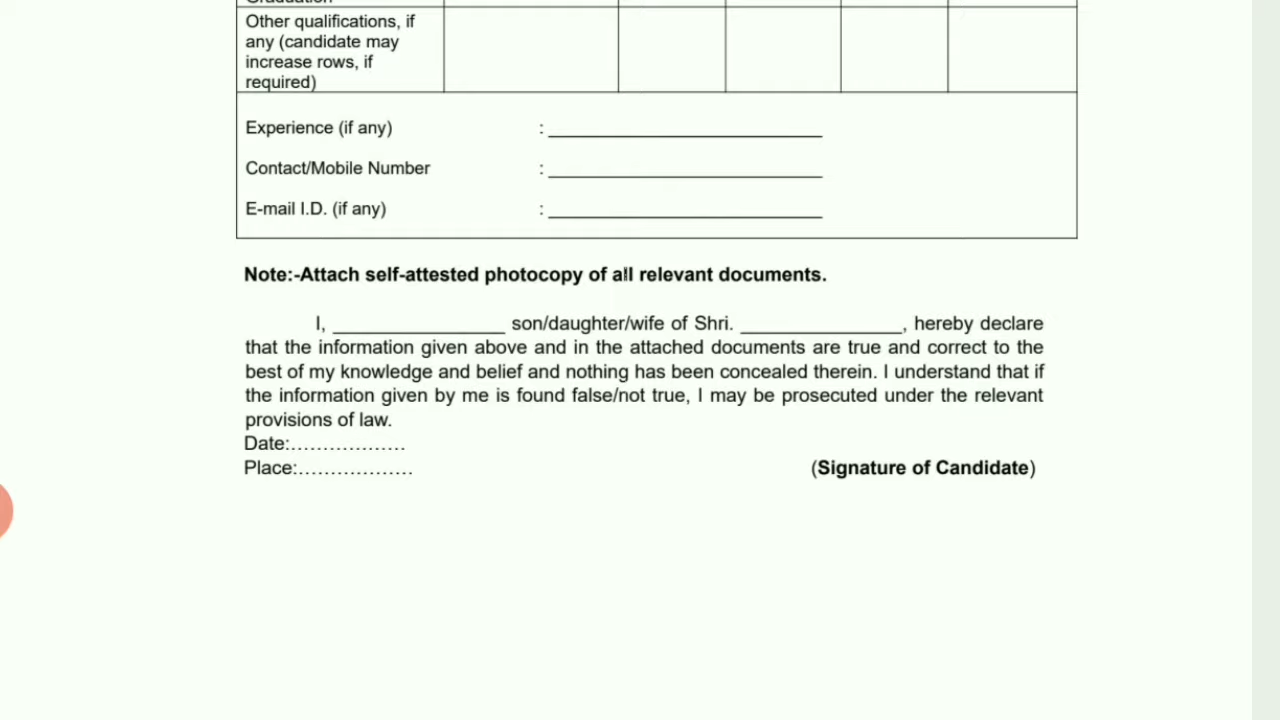 Graduation
Other qualifications, if
any (candidate may
increase rows, if
required)
Experience (if any) : ____________________________
Contact/Mobile Number : ____________________________
E-mail I.D. (if any) : ____________________________
Note:-Attach self-attested photocopy of all relevant documents.
I, _________________ son/daughter/wife of Shri. ________________, hereby declare
that the information given above and in the attached documents are true and correct to the
best of my knowledge and belief and nothing has been concealed therein. I understand that if
the information given by me is found false/not true, I may be prosecuted under the relevant
provisions of law.
Date:………………
Place:………………
(Signature of Candidate)